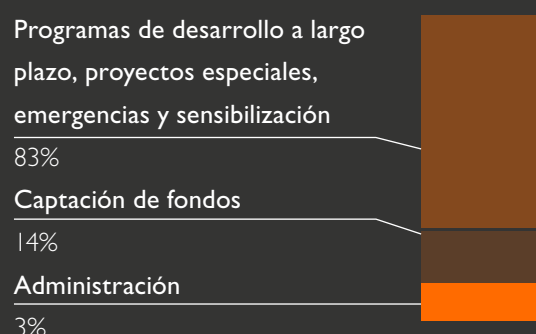 Programas de desarrollo a largo
plazo, proyectos especiales,
emergencias y sensibilización
83%
Captación de fondos
14%
Administración
3%